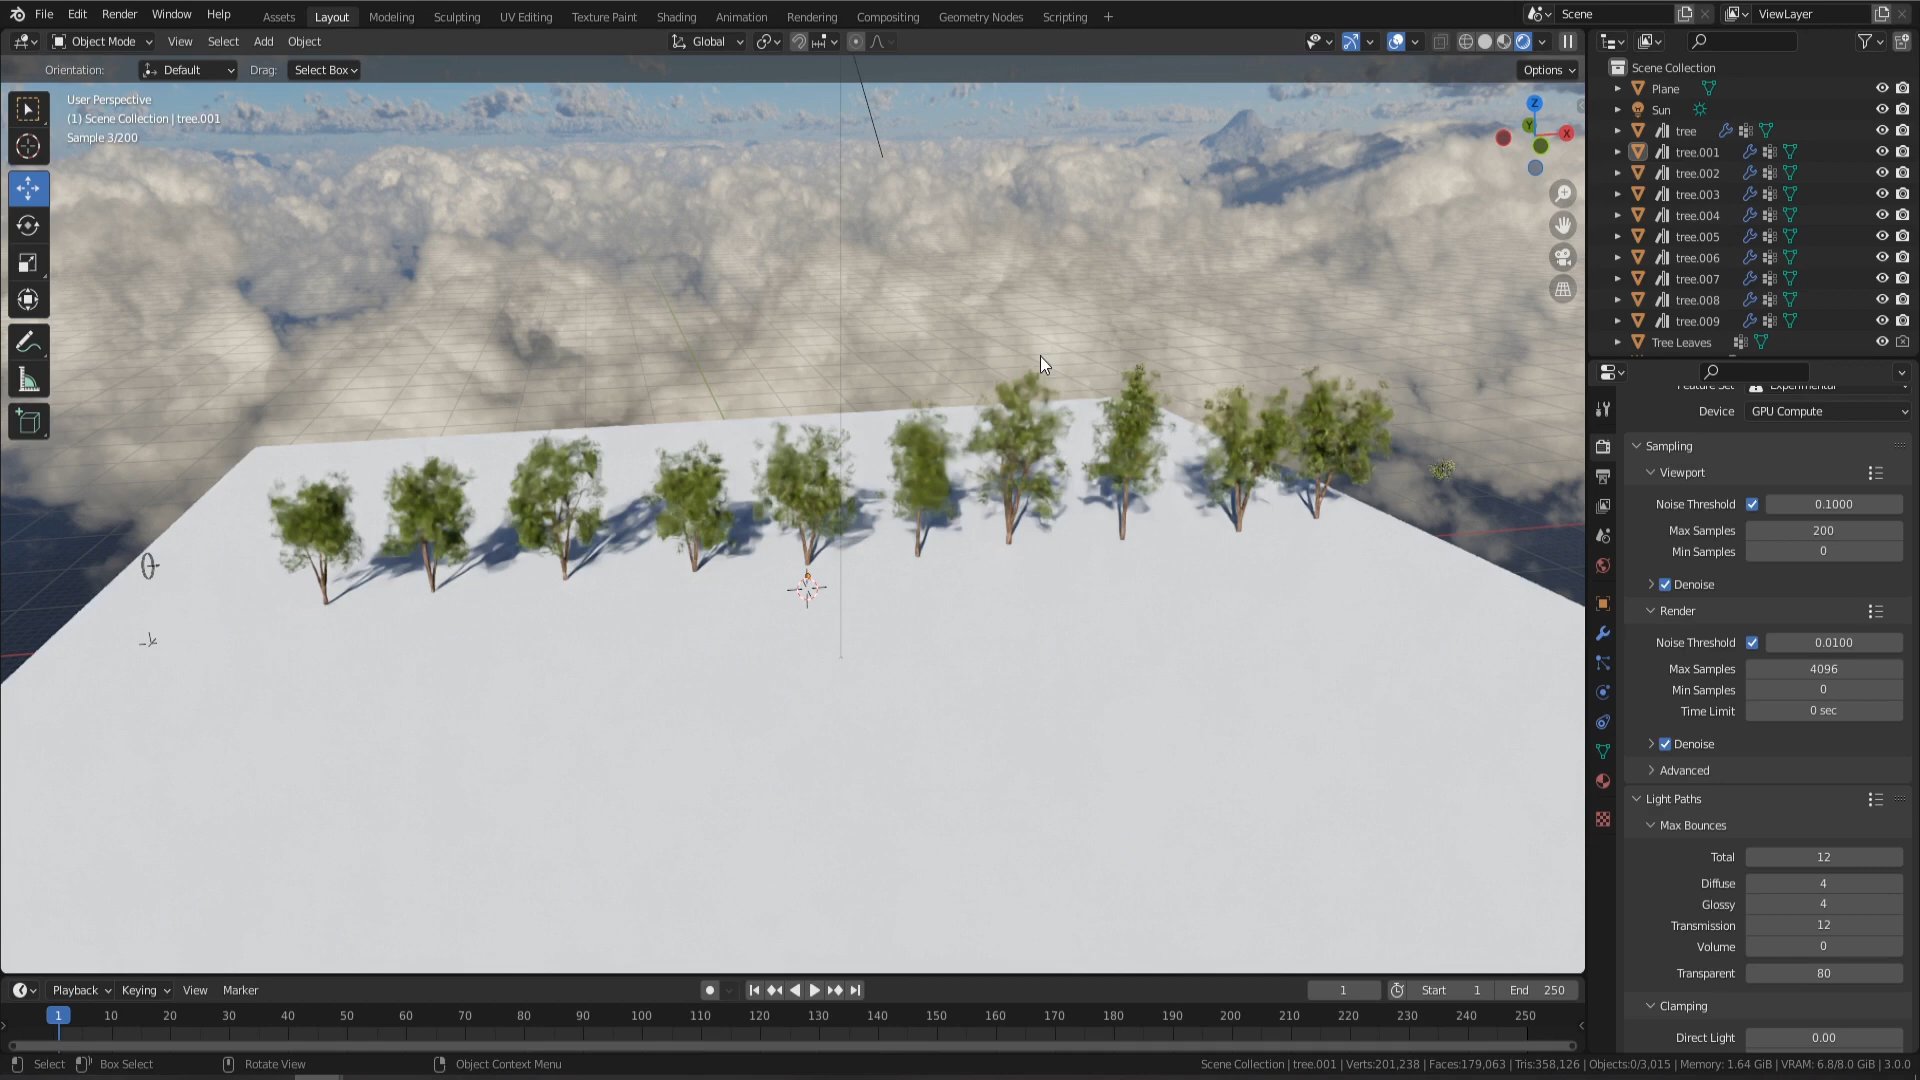 File Edit Render Window Help Assets Layout Modeling Sculpting UV Editing Texture Paint Shading Animation Rendering Compositing Geometry Nodes Scripting + Scene ViewLayer
Object Mode View Select Add Object Global
Orientation: Default Drag: Select Box Options
User Perspective
(1) Scene Collection | tree.001
Sample 3/200
Z
Y
X
Scene Collection
Plane
Sun
tree
tree.001
tree.002
tree.003
tree.004
tree.005
tree.006
tree.007
tree.008
tree.009
Tree Leaves
Feature Set Experimental
Device GPU Compute
Sampling
Viewport
Noise Threshold 0.1000
Max Samples 200
Min Samples 0
Denoise
Render
Noise Threshold 0.0100
Max Samples 4096
Min Samples 0
Time Limit 0 sec
Denoise
Advanced
Light Paths
Max Bounces
Total 12
Diffuse 4
Glossy 4
Transmission 12
Volume 0
Transparent 80
Clamping
Direct Light 0.00
Playback Keying View Marker 1 Start 1 End 250
1 10 20 30 40 50 60 70 80 90 100 110 120 130 140 150 160 170 180 190 200 210 220 230 240 250
Select Box Select Rotate View Object Context Menu Scene Collection | tree.001 | Verts:201,238 | Faces:179,063 | Tris:358,126 | Objects:0/3,015 | Memory: 1.64 GiB | VRAM: 6.8/8.0 GiB | 3.0.0